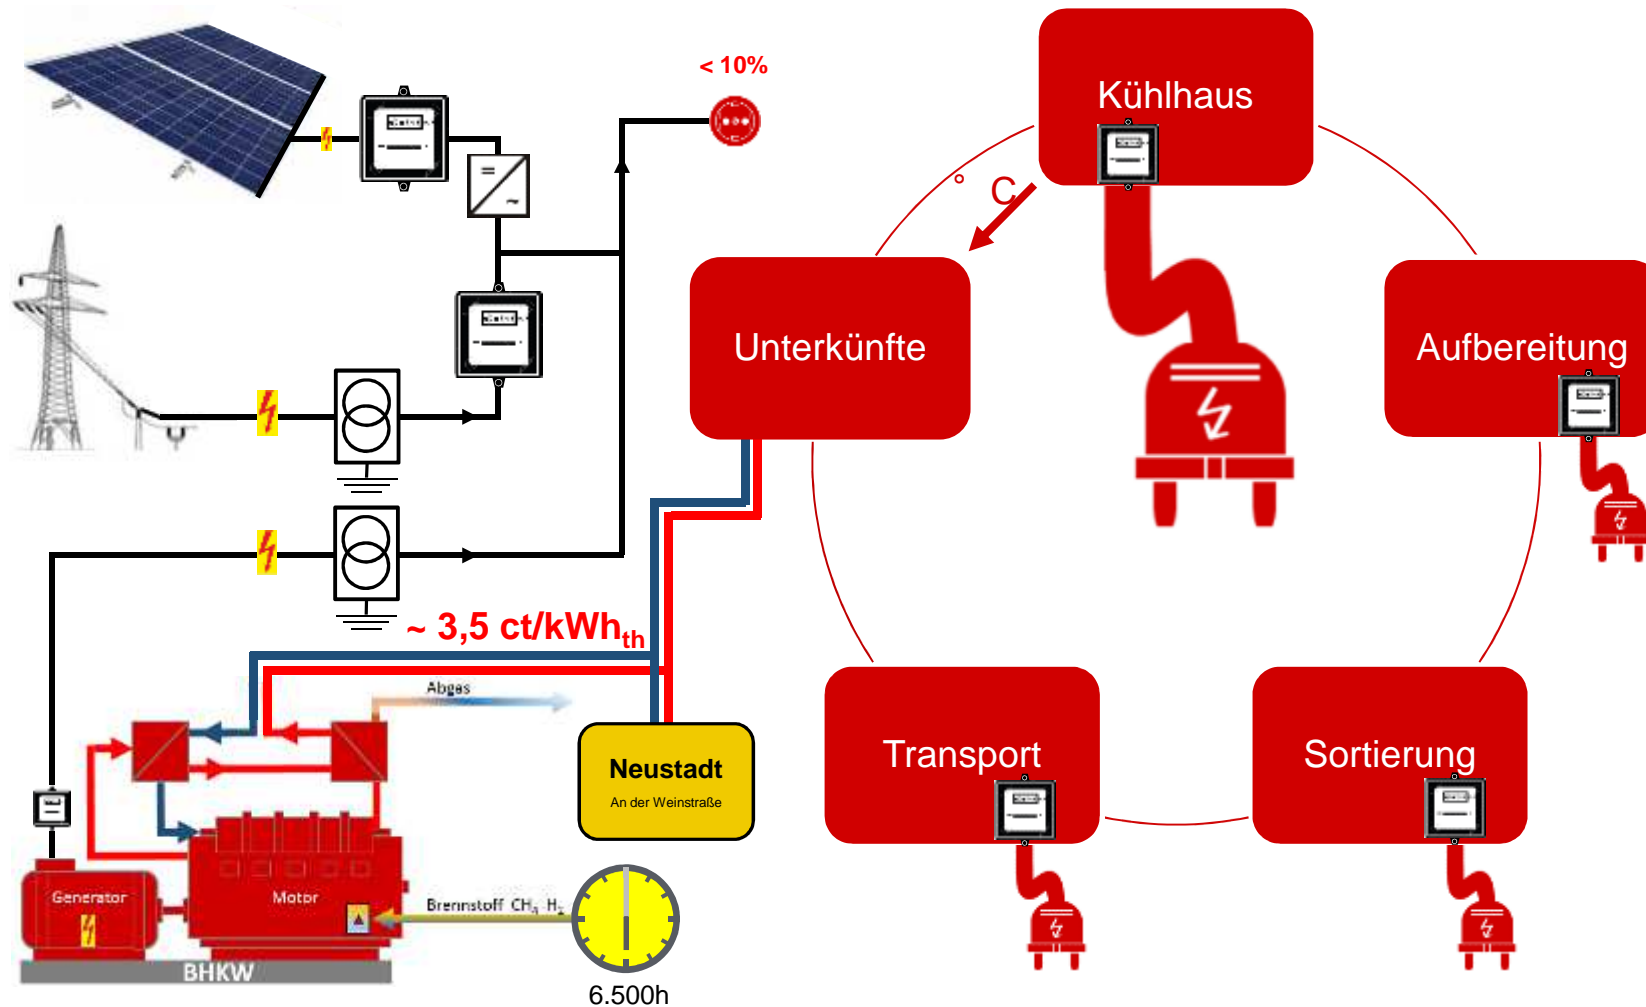 < 10%
Kühlhaus
° C
Unterkünfte
Aufbereitung
~ 3,5 ct/kWhth
Abgas
Neustadt
An der Weinstraße
Transport
Sortierung
Generator
Motor
Brennstoff CH4 H2
BHKW
6.500h